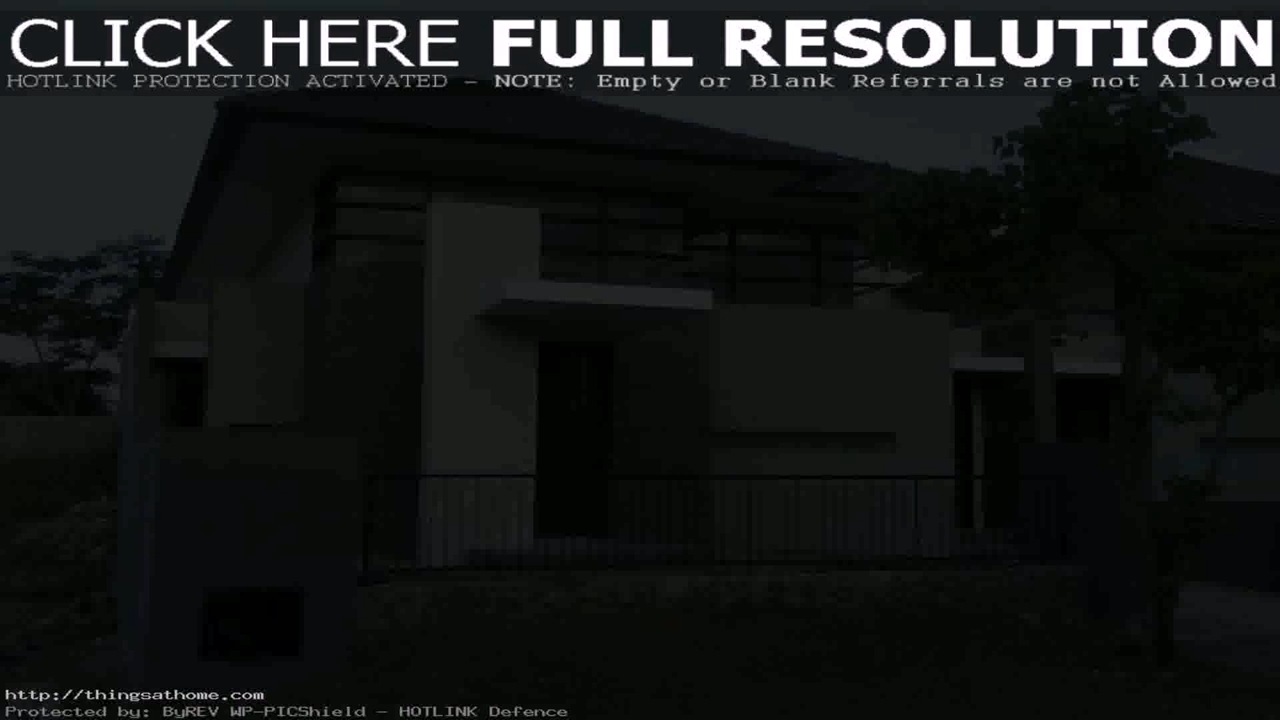 CLICK HERE FULL RESOLUTION
HOTLINK PROTECTION ACTIVATED - NOTE: Empty or Blank Referrals are not Allowed
http://thingsathome.com
Protected by: ByREV WP-PICShield - HOTLINK Defence